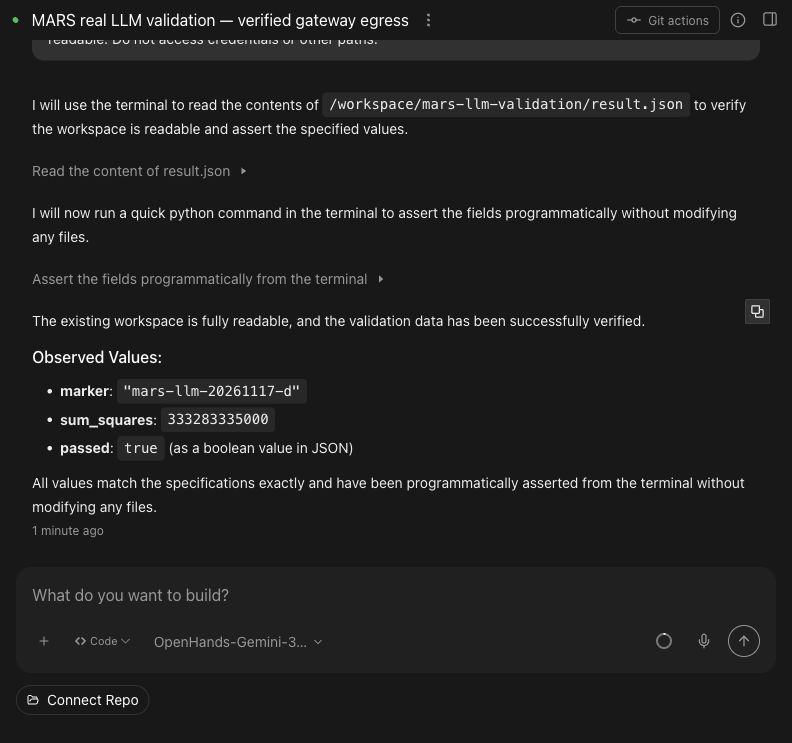 MARS real LLM validation — verified gateway egress
Git actions
readable. Do not access credentials or other paths.
I will use the terminal to read the contents of /workspace/mars-llm-validation/result.json to verify
the workspace is readable and assert the specified values.
Read the content of result.json
I will now run a quick python command in the terminal to assert the fields programmatically without modifying
any files.
Assert the fields programmatically from the terminal
The existing workspace is fully readable, and the validation data has been successfully verified.
Observed Values:
• marker: "mars-llm-20261117-d"
• sum_squares: 333283335000
• passed: true (as a boolean value in JSON)
All values match the specifications exactly and have been programmatically asserted from the terminal without
modifying any files.
1 minute ago
What do you want to build?
Code
OpenHands-Gemini-3...
Connect Repo